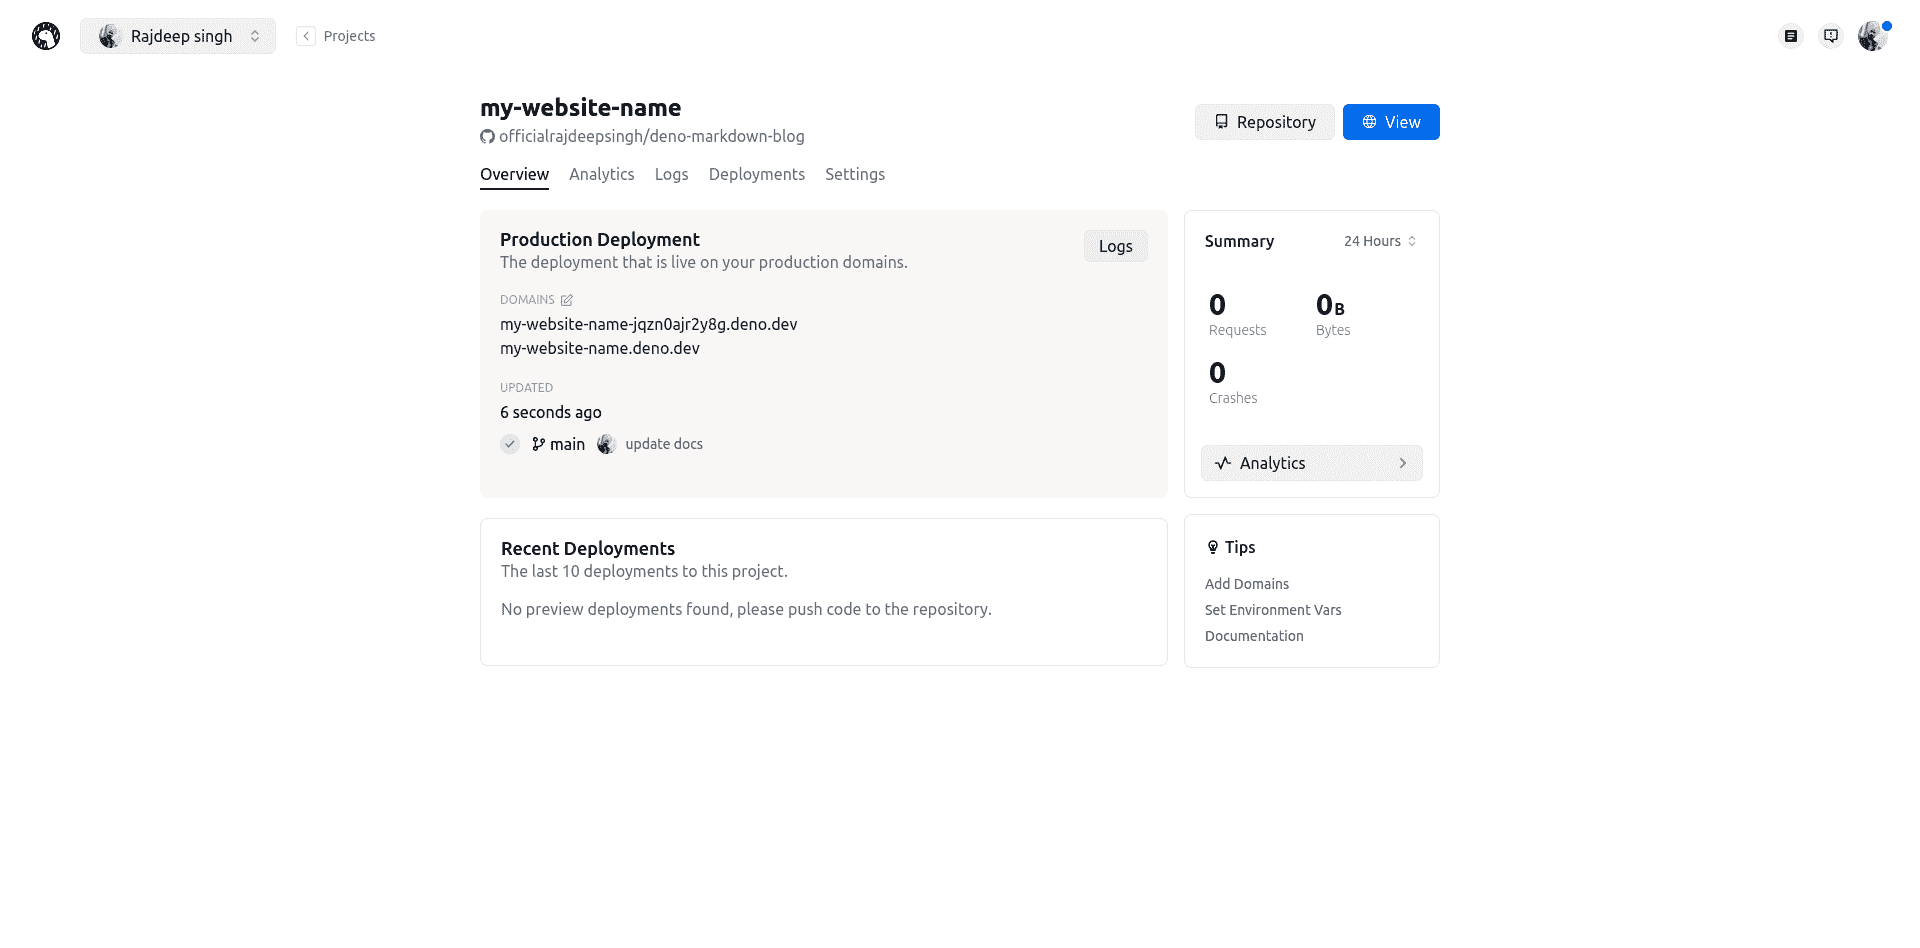 Rajdeep singh
Projects
my-website-name
officialrajdeepsingh/deno-markdown-blog
Repository
View
Overview Analytics Logs Deployments Settings
Production Deployment
The deployment that is live on your production domains.
Logs
DOMAINS
my-website-name-jqzn0ajr2y8g.deno.dev
my-website-name.deno.dev
UPDATED
6 seconds ago
main update docs
Summary
24 Hours
0
Requests
0B
Bytes
0
Crashes
Analytics
Recent Deployments
The last 10 deployments to this project.
No preview deployments found, please push code to the repository.
Tips
Add Domains
Set Environment Vars
Documentation